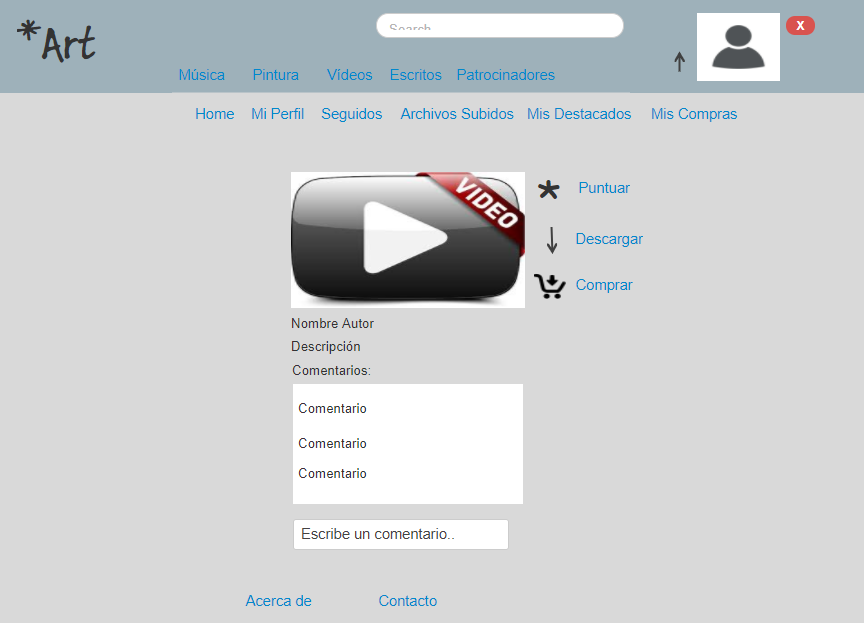 *Art
Search
X
Música Pintura Vídeos Escritos Patrocinadores
Home Mi Perfil Seguidos Archivos Subidos Mis Destacados Mis Compras
VIDEO
Puntuar
Descargar
Comprar
Nombre Autor
Descripción
Comentarios:
Comentario
Comentario
Comentario
Escribe un comentario..
Acerca de Contacto